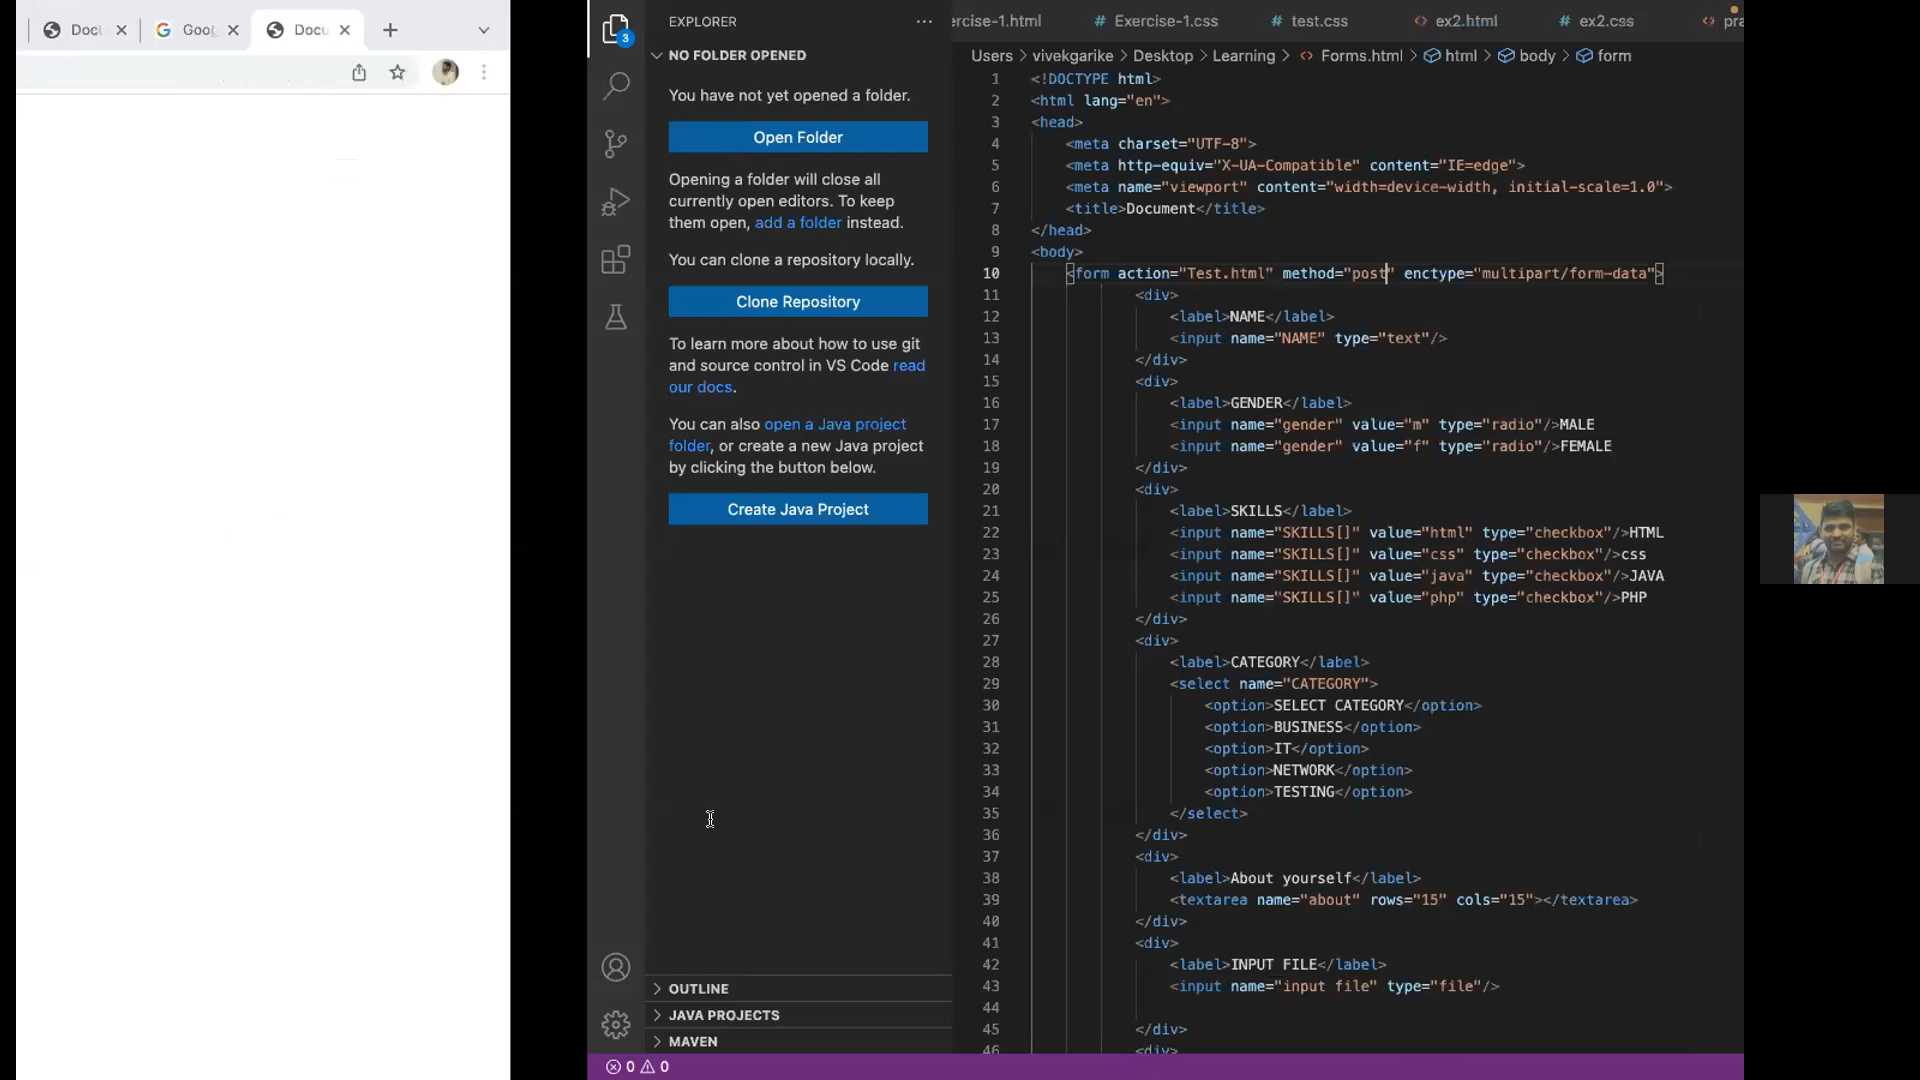 Docu
Goog
Docu
EXPLORER
3
NO FOLDER OPENED
You have not yet opened a folder.
Open Folder
Opening a folder will close all
currently open editors. To keep
them open, add a folder instead.
You can clone a repository locally.
Clone Repository
To learn more about how to use git
and source control in VS Code read
our docs.
You can also open a Java project
folder, or create a new Java project
by clicking the button below.
Create Java Project
OUTLINE
JAVA PROJECTS
MAVEN
0 0
ercise-1.html # Exercise-1.css # test.css <> ex2.html # ex2.css <> pra
Users > vivekgarike > Desktop > Learning > <> Forms.html > html > body > form
1 <!DOCTYPE html>
2 <html lang="en">
3 <head>
4 <meta charset="UTF-8">
5 <meta http-equiv="X-UA-Compatible" content="IE=edge">
6 <meta name="viewport" content="width=device-width, initial-scale=1.0">
7 <title>Document</title>
8 </head>
9 <body>
10 <form action="Test.html" method="post" enctype="multipart/form-data">
11 <div>
12 <label>NAME</label>
13 <input name="NAME" type="text"/>
14 </div>
15 <div>
16 <label>GENDER</label>
17 <input name="gender" value="m" type="radio"/>MALE
18 <input name="gender" value="f" type="radio"/>FEMALE
19 </div>
20 <div>
21 <label>SKILLS</label>
22 <input name="SKILLS[]" value="html" type="checkbox"/>HTML
23 <input name="SKILLS[]" value="css" type="checkbox"/>css
24 <input name="SKILLS[]" value="java" type="checkbox"/>JAVA
25 <input name="SKILLS[]" value="php" type="checkbox"/>PHP
26 </div>
27 <div>
28 <label>CATEGORY</label>
29 <select name="CATEGORY">
30 <option>SELECT CATEGORY</option>
31 <option>BUSINESS</option>
32 <option>IT</option>
33 <option>NETWORK</option>
34 <option>TESTING</option>
35 </select>
36 </div>
37 <div>
38 <label>About yourself</label>
39 <textarea name="about" rows="15" cols="15"></textarea>
40 </div>
41 <div>
42 <label>INPUT FILE</label>
43 <input name="input file" type="file"/>
44
45 </div>
46 <div>